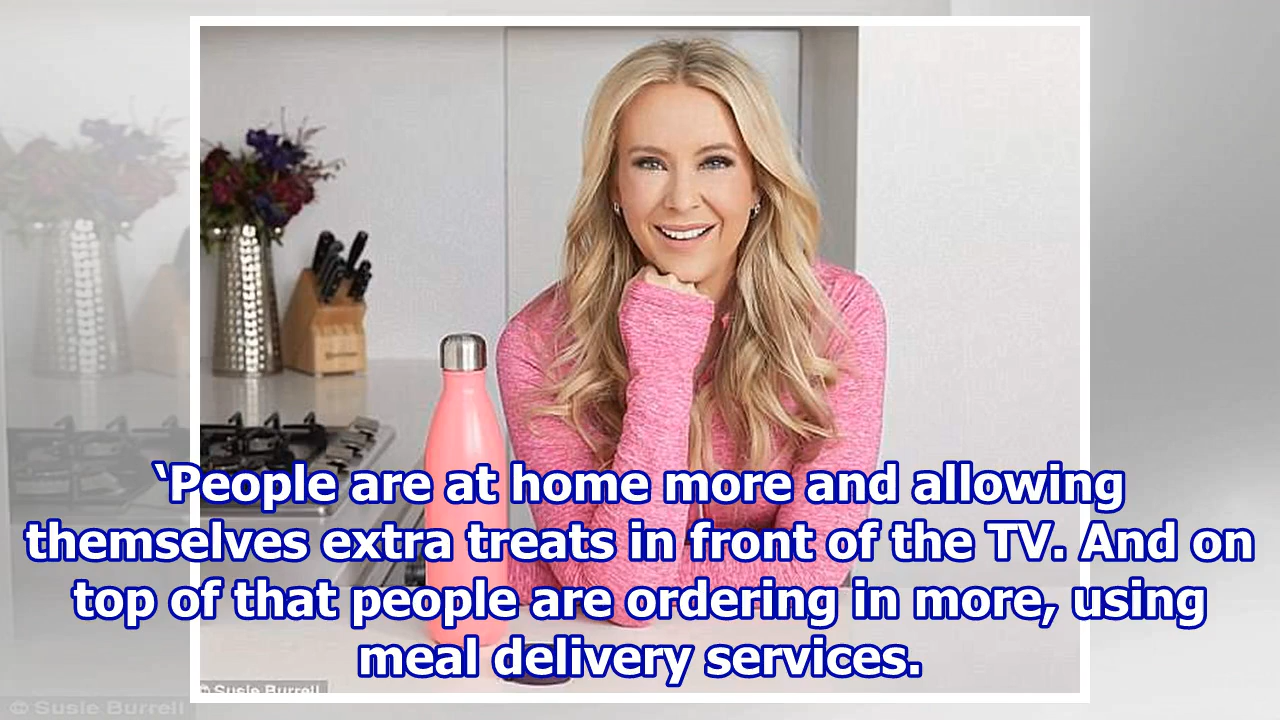 ‘People are at home more and allowing
themselves extra treats in front of the TV. And on
top of that people are ordering in more, using
meal delivery services.
© Susie Burrell
© Susie Burrell